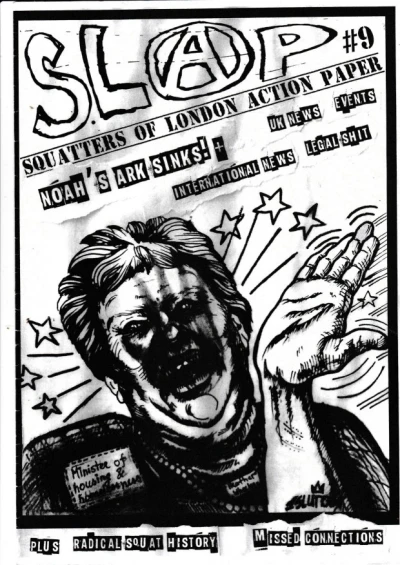 S.LAP #9
SQUATTERS OF LONDON ACTION PAPER
UK NEWS EVENTS
NOAH'S ARK SINKS! +
INTERNATIONAL NEWS LEGAL SHIT
Minister of
housing &
PLUS RADICAL SQUAT HISTORY MISSED CONNECTIONS